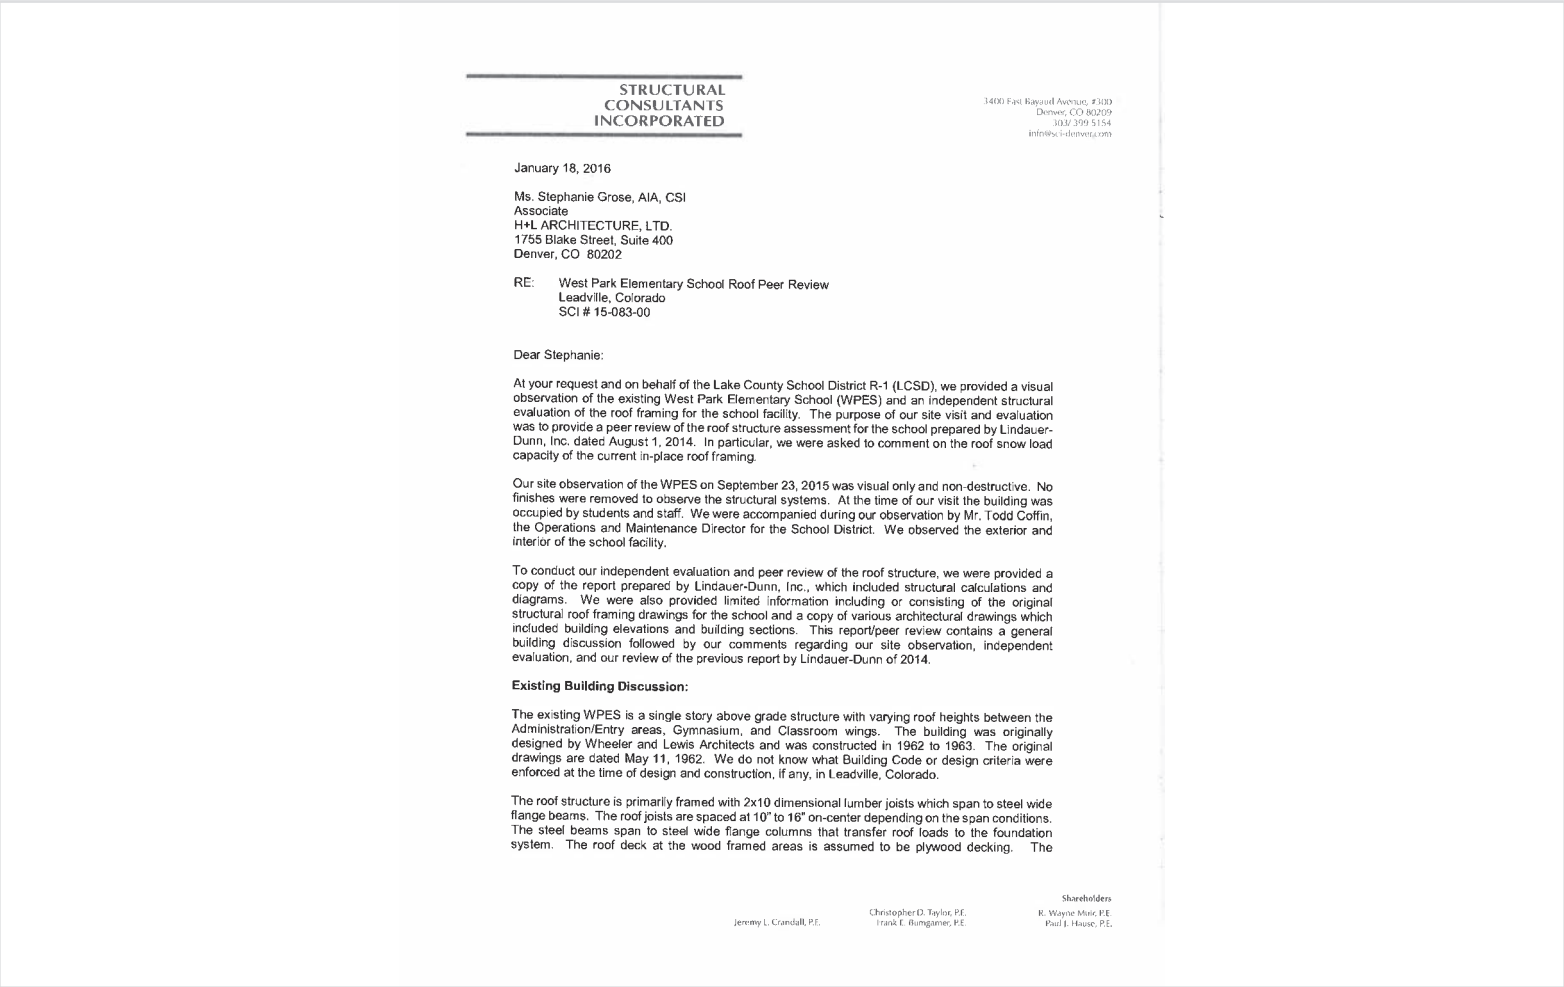 STRUCTURAL
CONSULTANTS
INCORPORATED
3400 East Bayaud Avenue, #300
Denver, CO 80209
303/ 399 5154
info@sci-denver.com
January 18, 2016
Ms. Stephanie Grose, AIA, CSI
Associate
H+L ARCHITECTURE, LTD.
1755 Blake Street, Suite 400
Denver, CO 80202
RE: West Park Elementary School Roof Peer Review
Leadville, Colorado
SCI # 15-083-00
Dear Stephanie:
At your request and on behalf of the Lake County School District R-1 (LCSD), we provided a visual
observation of the existing West Park Elementary School (WPES) and an independent structural
evaluation of the roof framing for the school facility. The purpose of our site visit and evaluation
was to provide a peer review of the roof structure assessment for the school prepared by Lindauer-
Dunn, Inc. dated August 1, 2014. In particular, we were asked to comment on the roof snow load
capacity of the current in-place roof framing.
Our site observation of the WPES on September 23, 2015 was visual only and non-destructive. No
finishes were removed to observe the structural systems. At the time of our visit the building was
occupied by students and staff. We were accompanied during our observation by Mr. Todd Coffin,
the Operations and Maintenance Director for the School District. We observed the exterior and
interior of the school facility.
To conduct our independent evaluation and peer review of the roof structure, we were provided a
copy of the report prepared by Lindauer-Dunn, Inc., which included structural calculations and
diagrams. We were also provided limited information including or consisting of the original
structural roof framing drawings for the school and a copy of various architectural drawings which
included building elevations and building sections. This report/peer review contains a general
building discussion followed by our comments regarding our site observation, independent
evaluation, and our review of the previous report by Lindauer-Dunn of 2014.
Existing Building Discussion:
The existing WPES is a single story above grade structure with varying roof heights between the
Administration/Entry areas, Gymnasium, and Classroom wings. The building was originally
designed by Wheeler and Lewis Architects and was constructed in 1962 to 1963. The original
drawings are dated May 11, 1962. We do not know what Building Code or design criteria were
enforced at the time of design and construction, if any, in Leadville, Colorado.
The roof structure is primarily framed with 2x10 dimensional lumber joists which span to steel wide
flange beams. The roof joists are spaced at 10" to 16" on-center depending on the span conditions.
The steel beams span to steel wide flange columns that transfer roof loads to the foundation
system. The roof deck at the wood framed areas is assumed to be plywood decking. The
Shareholders
Jeremy L. Crandall, P.E.
Christopher D. Taylor, P.E.
Frank E. Bumgarner, P.E.
R. Wayne Muir, P.E.
Paul J. Hause, P.E.